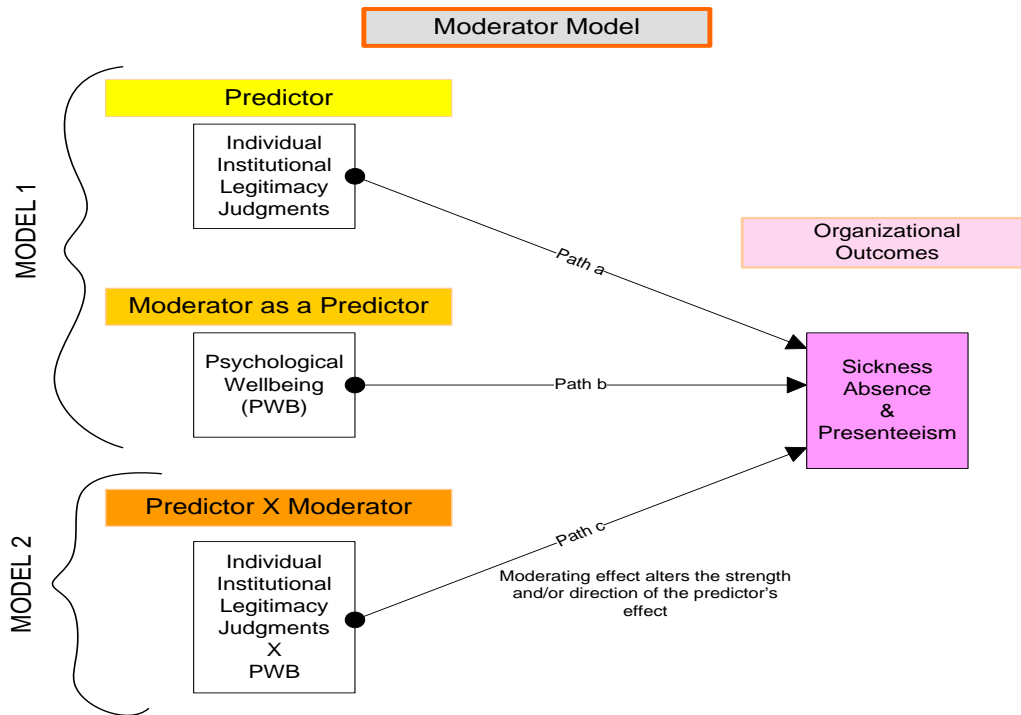 Moderator Model
MODEL 1
Predictor
Individual
Institutional
Legitimacy
Judgments
Path a
Organizational
Outcomes
Moderator as a Predictor
Psychological
Wellbeing
(PWB)
Path b
Sickness
Absence
&
Presenteeism
MODEL 2
Predictor X Moderator
Individual
Institutional
Legitimacy
Judgments
X
PWB
Path c
Moderating effect alters the strength
and/or direction of the predictor’s
effect